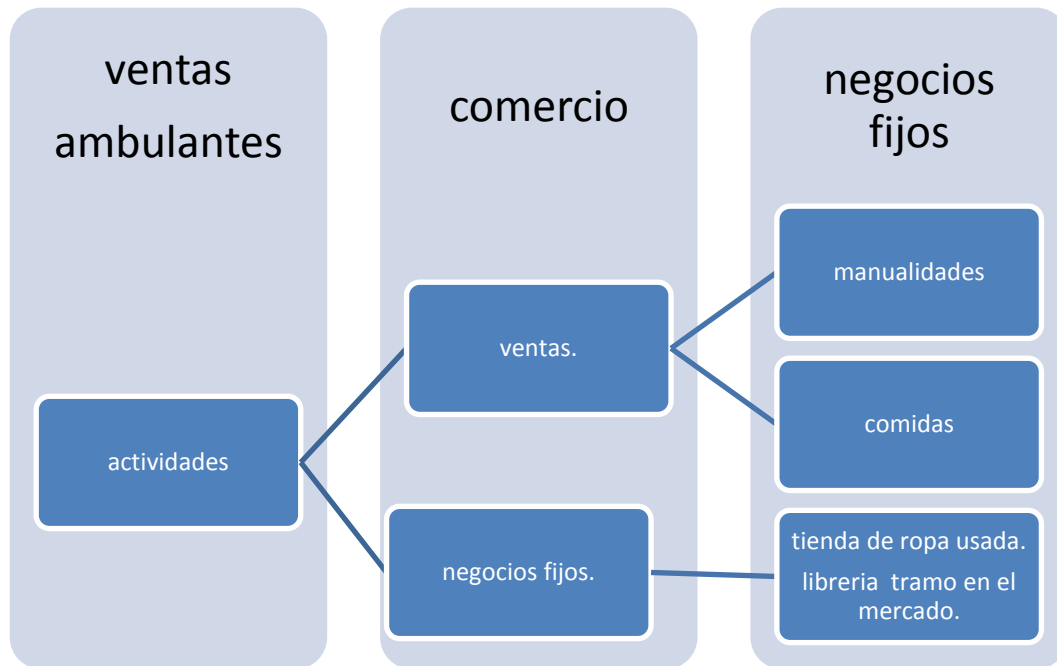 ventas
ambulantes
comercio
negocios
fijos
actividades
ventas.
negocios fijos.
manualidades
comidas
tienda de ropa usada.
libreria tramo en el
mercado.